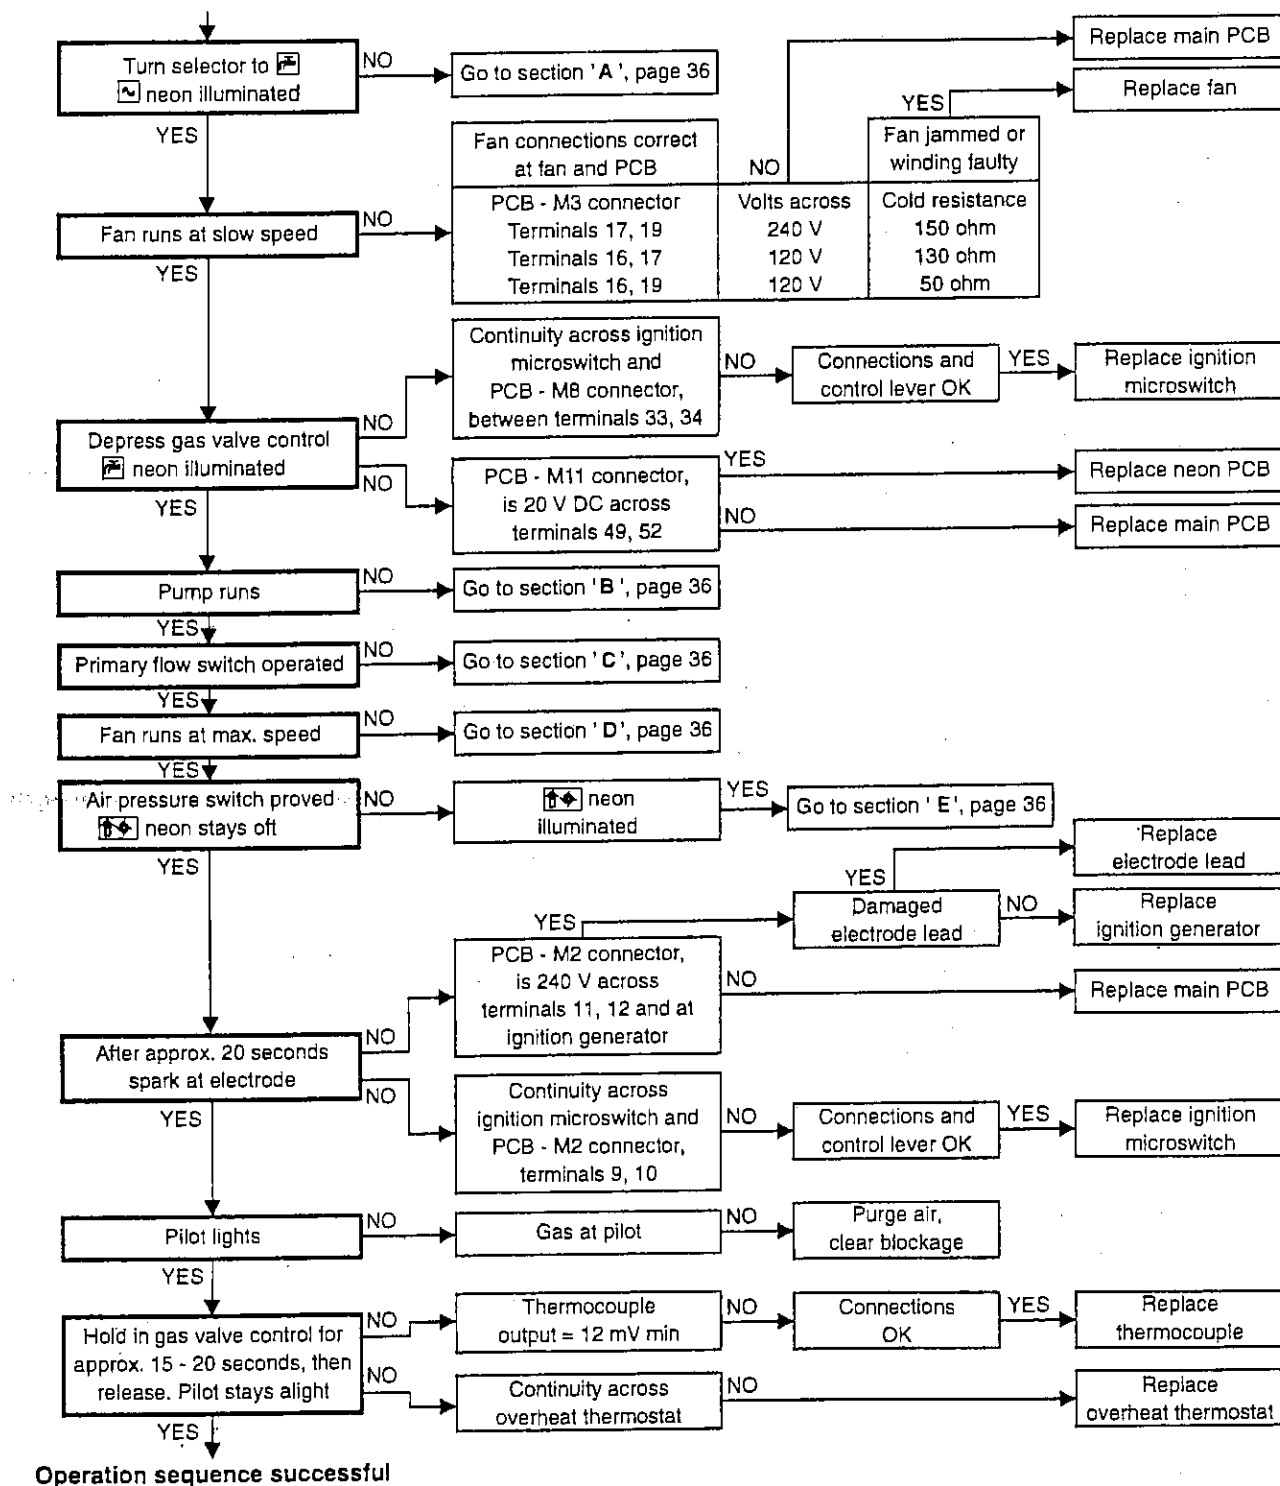 Turn selector to
~ neon illuminated
NO
Go to section 'A', page 36
YES
NO
Replace main PCB
YES
Replace fan
Fan connections correct
at fan and PCB
Fan jammed or
winding faulty
PCB - M3 connector
Volts across
Cold resistance
Terminals 17, 19
240 V
150 ohm
Terminals 16, 17
120 V
130 ohm
Terminals 16, 19
120 V
50 ohm
Fan runs at slow speed
NO
YES
Continuity across ignition
microswitch and
PCB - M8 connector,
between terminals 33, 34
NO
Connections and
control lever OK
YES
Replace ignition
microswitch
Depress gas valve control
neon illuminated
NO
NO
YES
PCB - M11 connector,
is 20 V DC across
terminals 49, 52
YES
Replace neon PCB
NO
Replace main PCB
Pump runs
NO
Go to section 'B', page 36
YES
Primary flow switch operated
NO
Go to section 'C', page 36
YES
Fan runs at max. speed
NO
Go to section 'D', page 36
YES
Air pressure switch proved
neon stays oft
NO
neon
illuminated
YES
Go to section 'E', page 36
YES
Replace
electrode lead
YES
YES
Damaged
electrode lead
NO
Replace
ignition generator
PCB - M2 connector,
is 240 V across
terminals 11, 12 and at
ignition generator
NO
Replace main PCB
After approx. 20 seconds
spark at electrode
NO
NO
YES
Continuity across
ignition microswitch and
PCB - M2 connector,
terminals 9, 10
NO
Connections and
control lever OK
YES
Replace ignition
microswitch
Pilot lights
NO
Gas at pilot
NO
Purge air,
clear blockage
YES
Hold in gas valve control for
approx. 15 - 20 seconds, then
release. Pilot stays alight
NO
Thermocouple
output = 12 mV min
NO
Connections
OK
YES
Replace
thermocouple
NO
Continuity across
overheat thermostat
NO
Replace
overheat thermostat
YES
Operation sequence successful